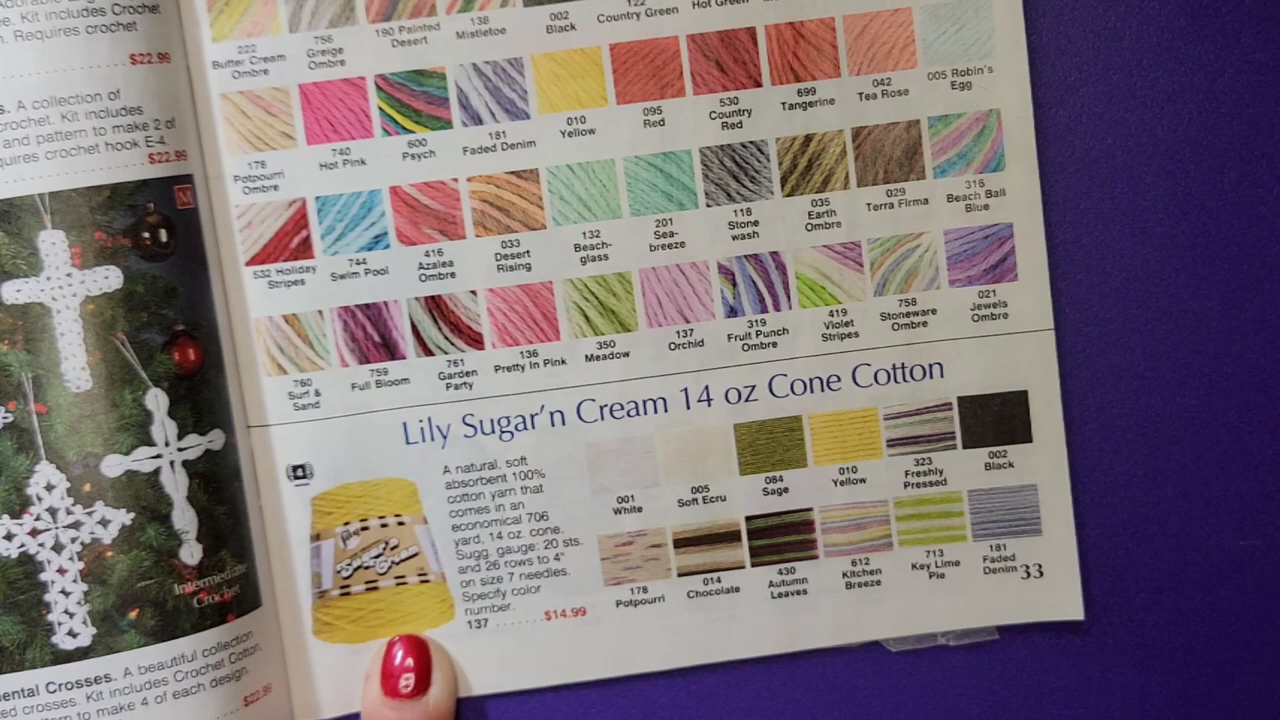 n. Kit includes Crochet
n. Requires crochet
$22.99
s. A collection of
crochet. Kit includes
and pattern to make 2 of
quires crochet hook E-4.
$22.99
M
Intermediate
Crochet
ental Crosses. A beautiful collection
ed crosses. Kit includes Crochet Cotton,
tern to make 4 of each design.
$22.99
222
Butter Cream
Ombre
756
Greige
Ombre
190 Painted
Desert
138
Mistletoe
002
Black
122
Country Green
Hot Green
178
Potpourri
Ombre
740
Hot Pink
600
Psych
181
Faded Denim
010
Yellow
095
Red
530
Country
Red
699
Tangerine
042
Tea Rose
005 Robin's
Egg
532 Holiday
Stripes
744
Swim Pool
416
Azalea
Ombre
033
Desert
Rising
132
Beach-
glass
201
Sea-
breeze
118
Stone
wash
035
Earth
Ombre
029
Terra Firma
316
Beach Ball
Blue
760
Surf &
Sand
759
Full Bloom
761
Garden
Party
136
Pretty In Pink
350
Meadow
137
Orchid
319
Fruit Punch
Ombre
419
Violet
Stripes
758
Stoneware
Ombre
021
Jewels
Ombre
Lily Sugar'n Cream 14 oz Cone Cotton
4
A natural, soft
absorbent 100%
cotton yarn that
comes in an
economical 706
yard, 14 oz. cone.
Sugg. gauge: 20 sts.
and 26 rows to 4"
on size 7 needles.
Specify color
number.
137 .......$14.99
Lily
Sugar'n
Cream
001
White
005
Soft Ecru
084
Sage
010
Yellow
323
Freshly
Pressed
002
Black
178
Potpourri
014
Chocolate
430
Autumn
Leaves
612
Kitchen
Breeze
713
Key Lime
Pie
181
Faded
Denim
33